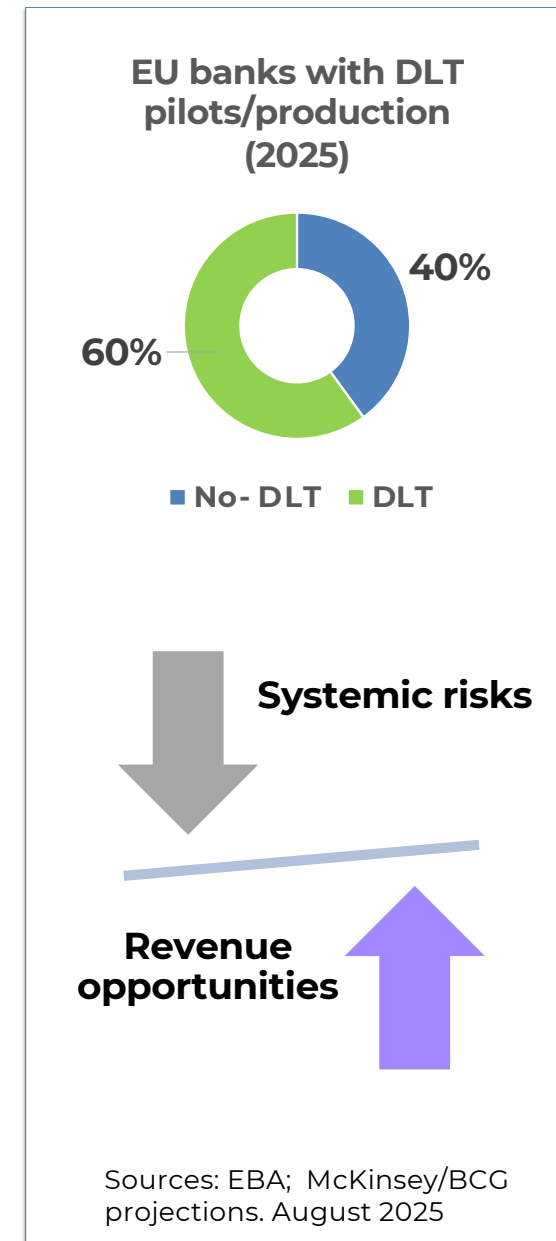 EU banks with DLT
pilots/production
(2025)
40%
60%
No- DLT
DLT
Systemic risks
Revenue
opportunities
Sources: EBA; McKinsey/BCG
projections. August 2025